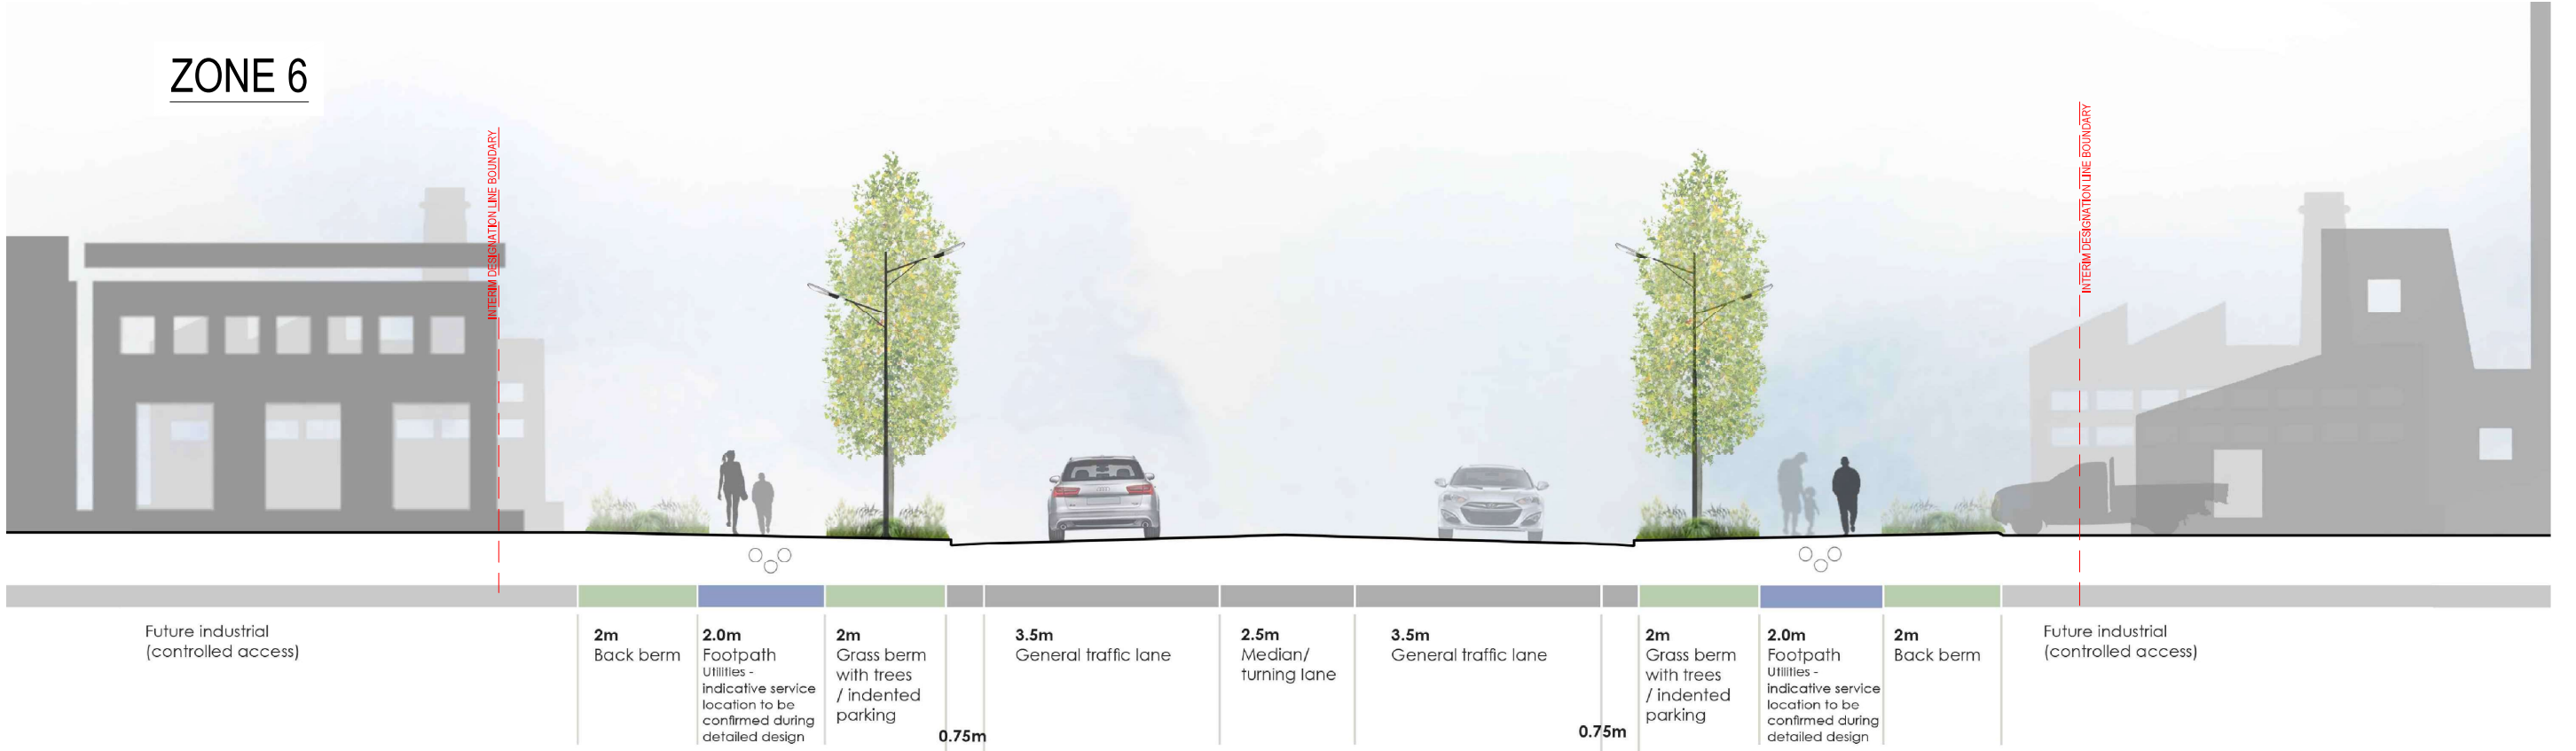 ZONE 6
INTERIM DESIGNATION LINE BOUNDARY
INTERIM DESIGNATION LINE BOUNDARY
Future industrial
(controlled access)
2m
Back berm
2.0m
Footpath
Utilities -
indicative service
location to be
confirmed during
detailed design
2m
Grass berm
with trees
/ indented
parking
0.75m
3.5m
General traffic lane
2.5m
Median/
turning lane
3.5m
General traffic lane
0.75m
2m
Grass berm
with trees
/ indented
parking
2.0m
Footpath
Utilities -
indicative service
location to be
confirmed during
detailed design
2m
Back berm
Future industrial
(controlled access)